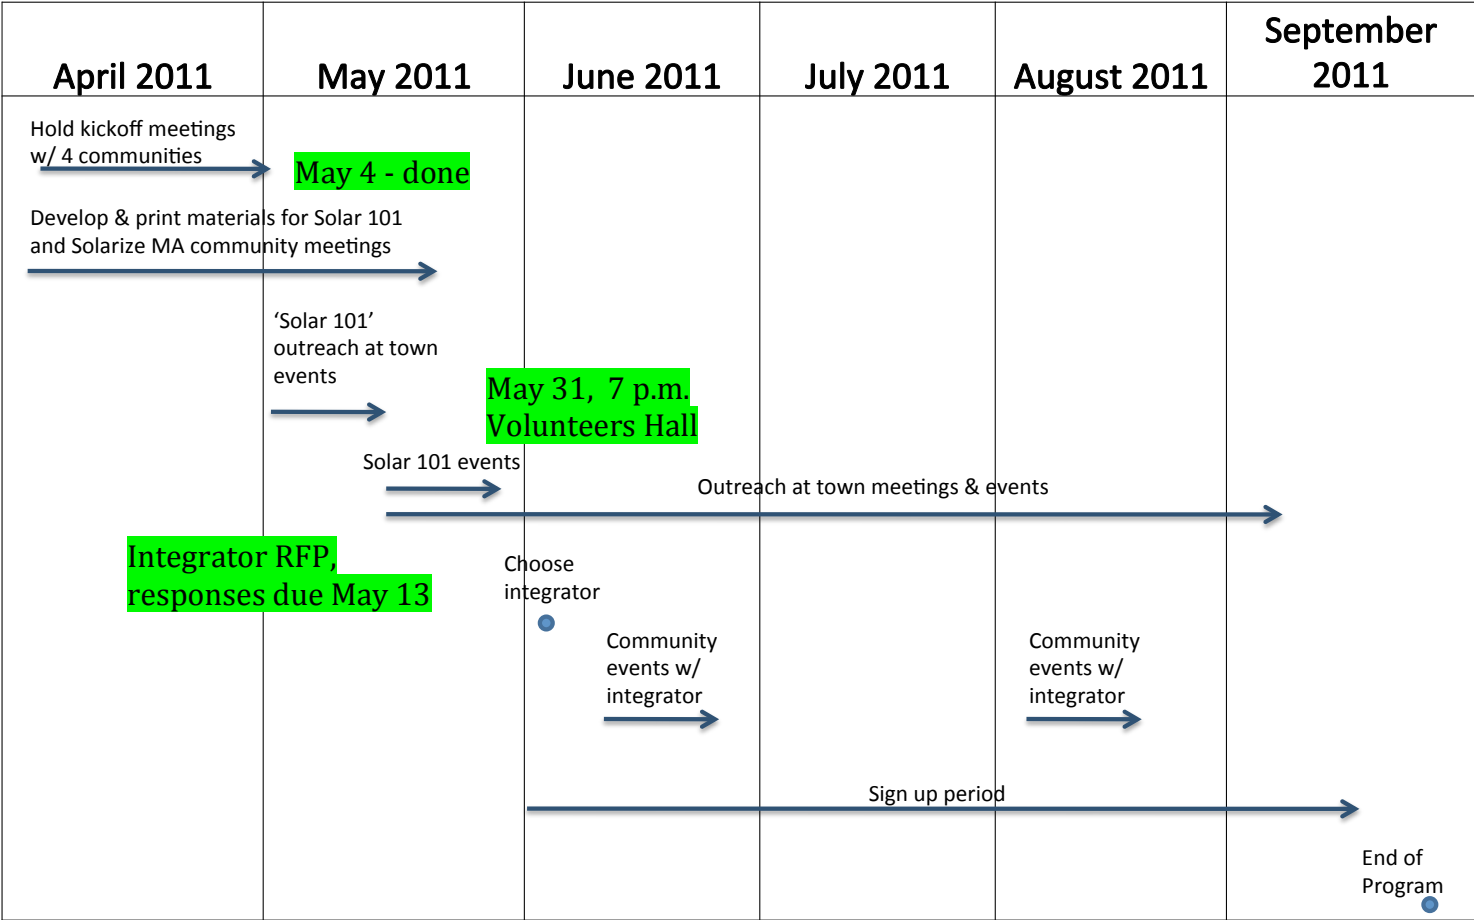 April 2011
May 2011
June 2011
July 2011
August 2011
September
2011
Hold kickoff meetings
w/ 4 communities
May 4 - done
Develop & print materials for Solar 101
and Solarize MA community meetings
‘Solar 101’
outreach at town
events
May 31, 7 p.m.
Volunteers Hall
Solar 101 events
Outreach at town meetings & events
Integrator RFP,
responses due May 13
Choose
integrator
Community
events w/
integrator
Community
events w/
integrator
Sign up period
End of
Program